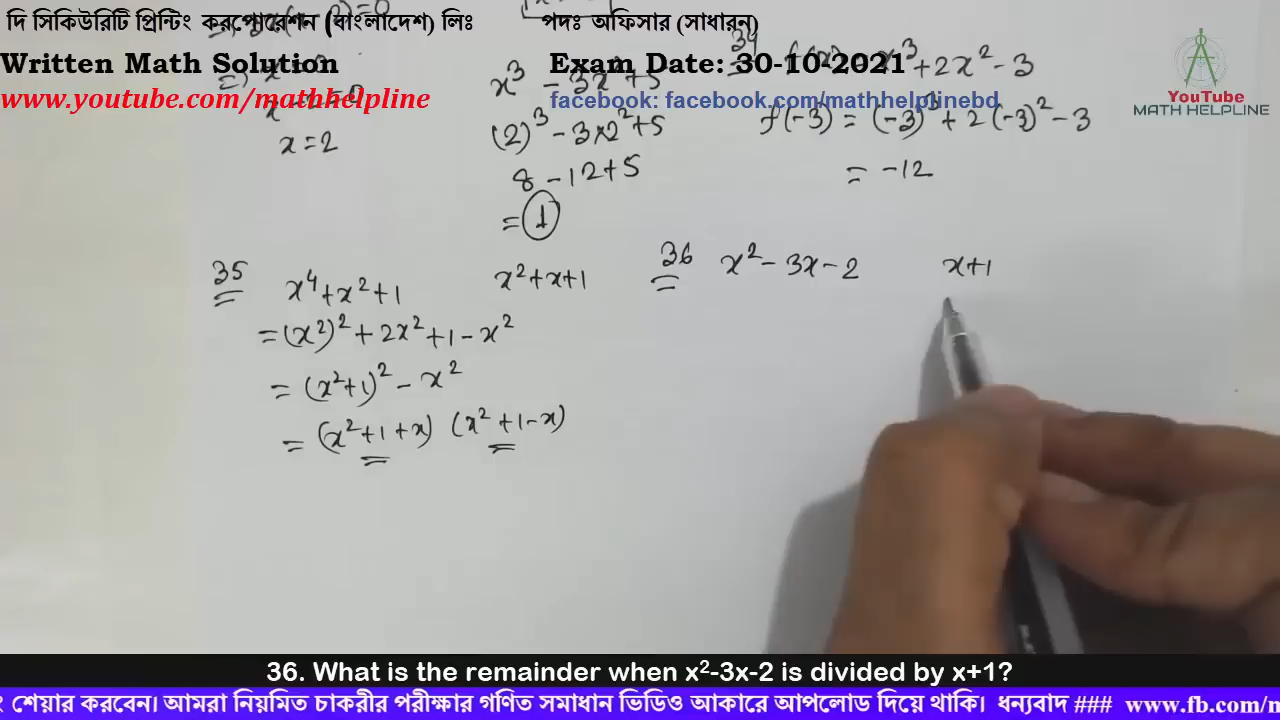 দি সিকিউরিটি প্রিন্টিং করপোরেশন (বাংলাদেশ) লিঃ পদঃ অফিসার (সাধারন)
Written Math Solution Exam Date: 30-10-2021
www.youtube.com/mathhelpline facebook: facebook.com/mathhelplinebd
YouTube
MATH HELPLINE
x = 2
x³ - 3x² + 5
(2)³ - 3×2² + 5
8 - 12 + 5
= 1
34 f(x) = x³ + 2x² - 3
f(-3) = (-3)³ + 2(-3)² - 3
= -12
35 x⁴ + x² + 1 x² + x + 1
= (x²)² + 2x² + 1 - x²
= (x² + 1)² - x²
= (x² + 1 + x) (x² + 1 - x)
36 x² - 3x - 2 x + 1
36. What is the remainder when x²-3x-2 is divided by x+1?
শেয়ার করবেন। আমরা নিয়মিত চাকরীর পরীক্ষার গণিত সমাধান ভিডিও আকারে আপলোড দিয়ে থাকি। ধন্যবাদ ### www.fb.com/n